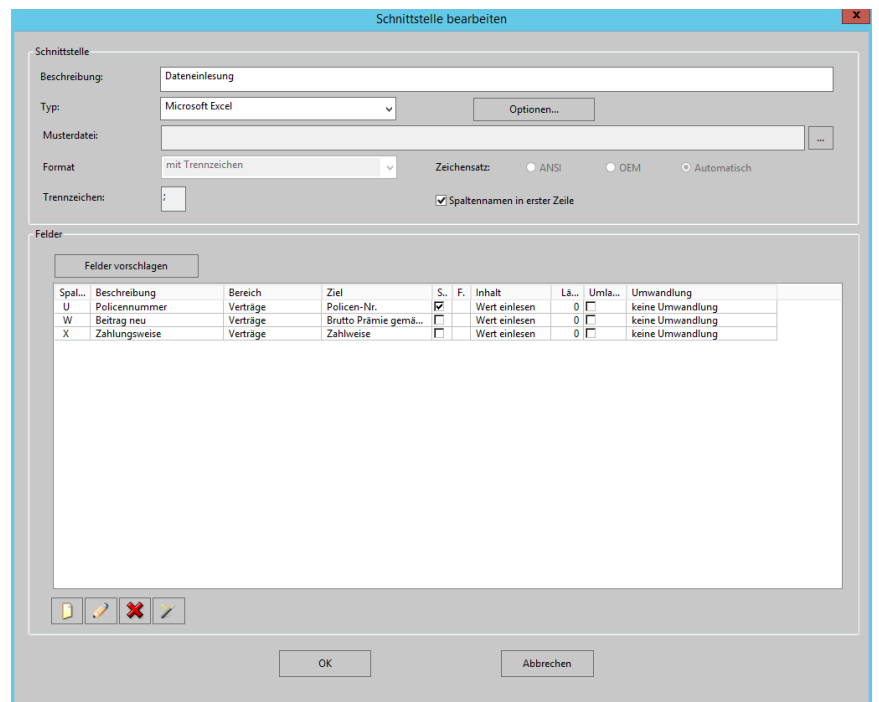 Schnittstelle bearbeiten
x
Schnittstelle
Beschreibung: Dateneinlesung
Typ: Microsoft Excel Optionen...
Musterdatei: ...
Format mit Trennzeichen Zeichensatz: ANSI OEM Automatisch
Trennzeichen: ; Spaltennamen in erster Zeile
Felder
Felder vorschlagen
Spal... Beschreibung Bereich Ziel S.. F. Inhalt Lä... Umla... Umwandlung
U Policennummer Verträge Policen-Nr. Wert einlesen 0 keine Umwandlung
W Beitrag neu Verträge Brutto Prämie gemä... Wert einlesen 0 keine Umwandlung
X Zahlungsweise Verträge Zahlweise Wert einlesen 0 keine Umwandlung
OK Abbrechen